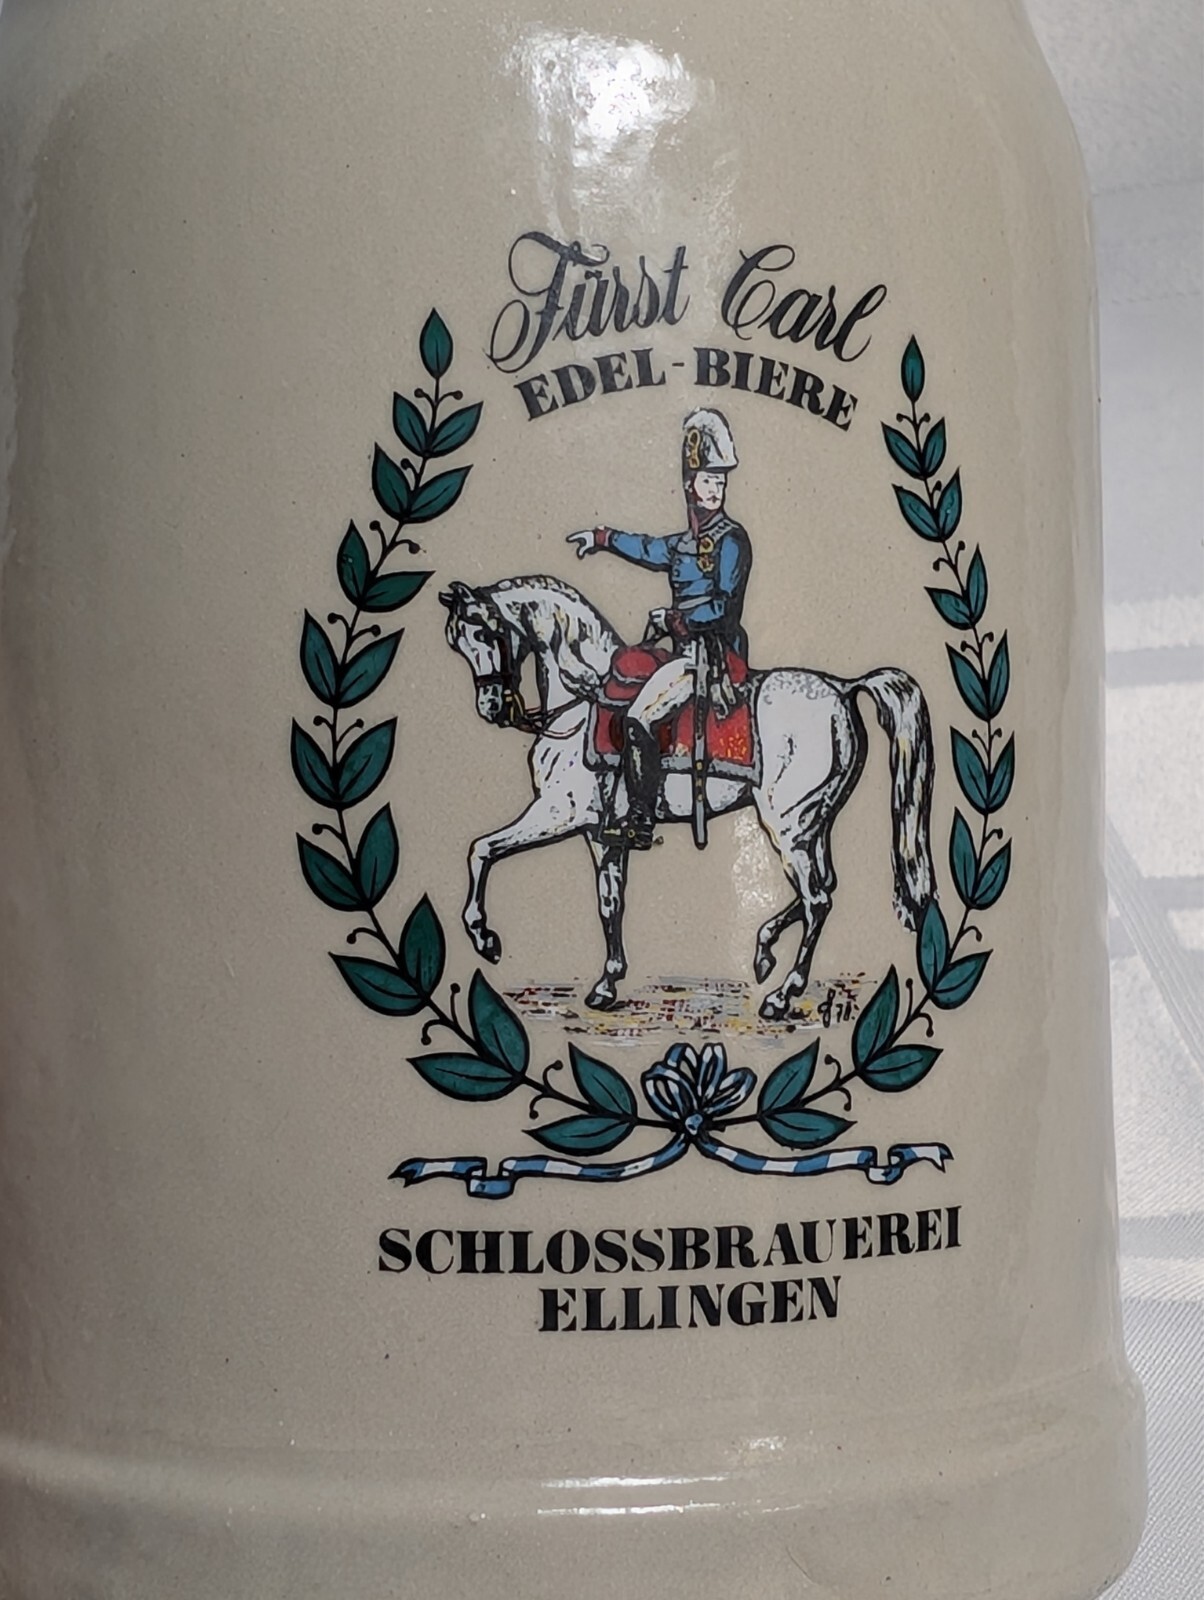 Fürst Carl
EDEL-BIERE
SCHLOSSBRAUEREI
ELLINGEN